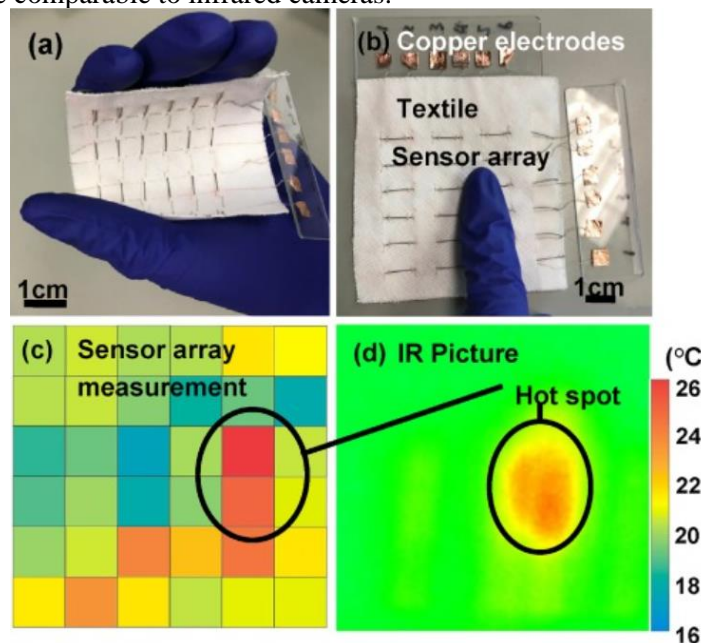 comparable to infrared cameras.
(a)
1cm
(b) Copper electrodes
Textile
Sensor array
1cm
(c) Sensor array
measurement
(d) IR Picture
Hot spot
(°C
26
24
22
20
18
16